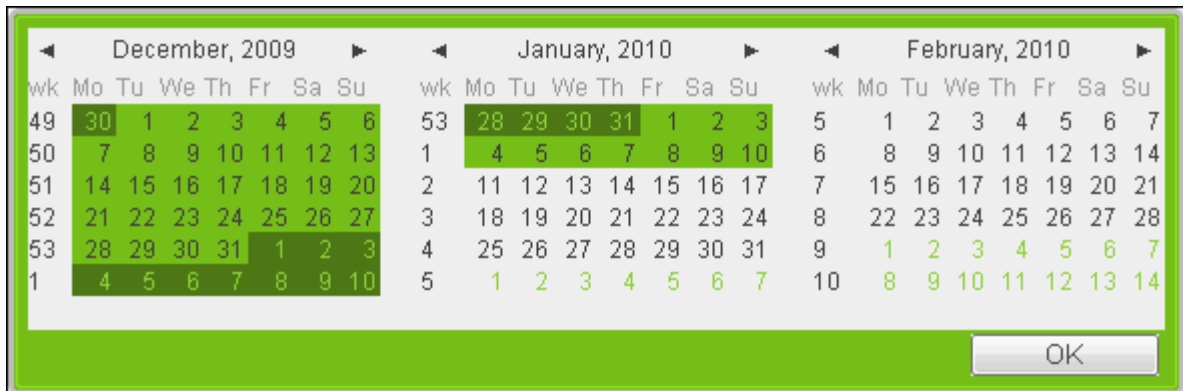 ◄ December, 2009 ► ◄ January, 2010 ► ◄ February, 2010 ►
wk Mo Tu We Th Fr Sa Su wk Mo Tu We Th Fr Sa Su wk Mo Tu We Th Fr Sa Su
49 30 1 2 3 4 5 6 53 28 29 30 31 1 2 3 5 1 2 3 4 5 6 7
50 7 8 9 10 11 12 13 1 4 5 6 7 8 9 10 6 8 9 10 11 12 13 14
51 14 15 16 17 18 19 20 2 11 12 13 14 15 16 17 7 15 16 17 18 19 20 21
52 21 22 23 24 25 26 27 3 18 19 20 21 22 23 24 8 22 23 24 25 26 27 28
53 28 29 30 31 1 2 3 4 25 26 27 28 29 30 31 9 1 2 3 4 5 6 7
1 4 5 6 7 8 9 10 5 1 2 3 4 5 6 7 10 8 9 10 11 12 13 14
OK